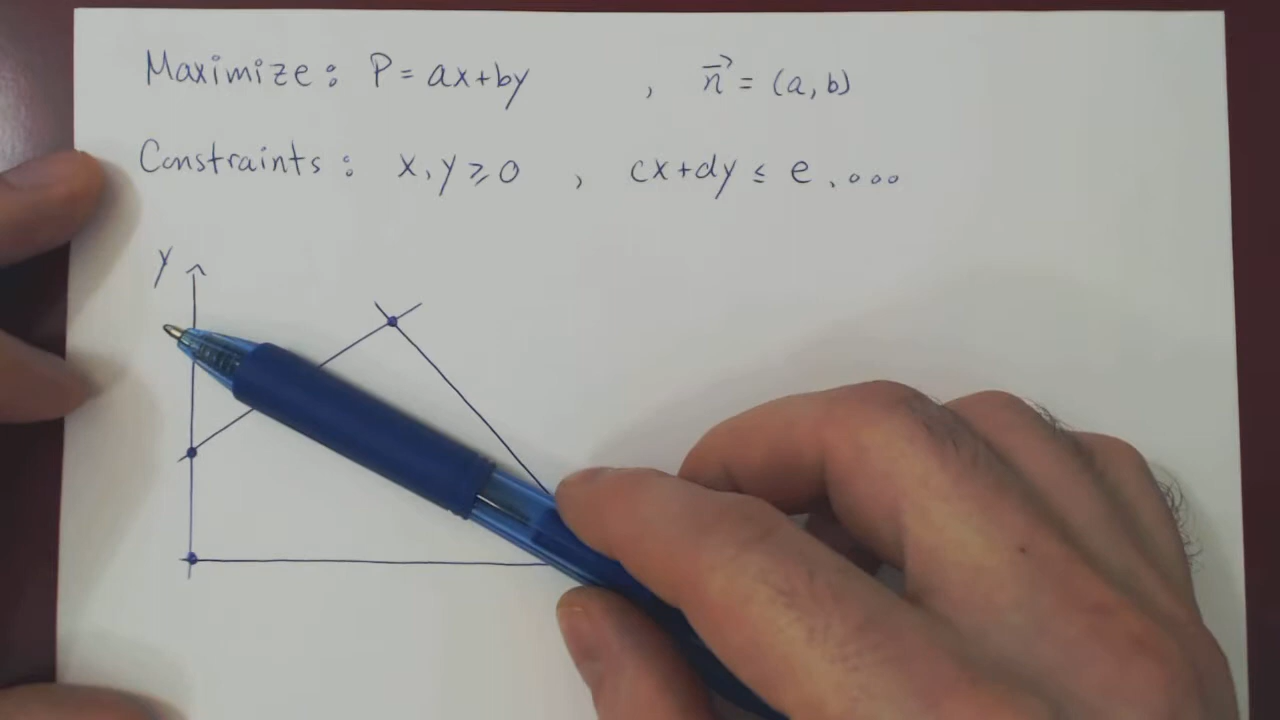 Maximize: P = ax+by , n⃗ = (a, b)
Constraints: x, y ⩾ 0 , cx+dy ≤ e, ...
y